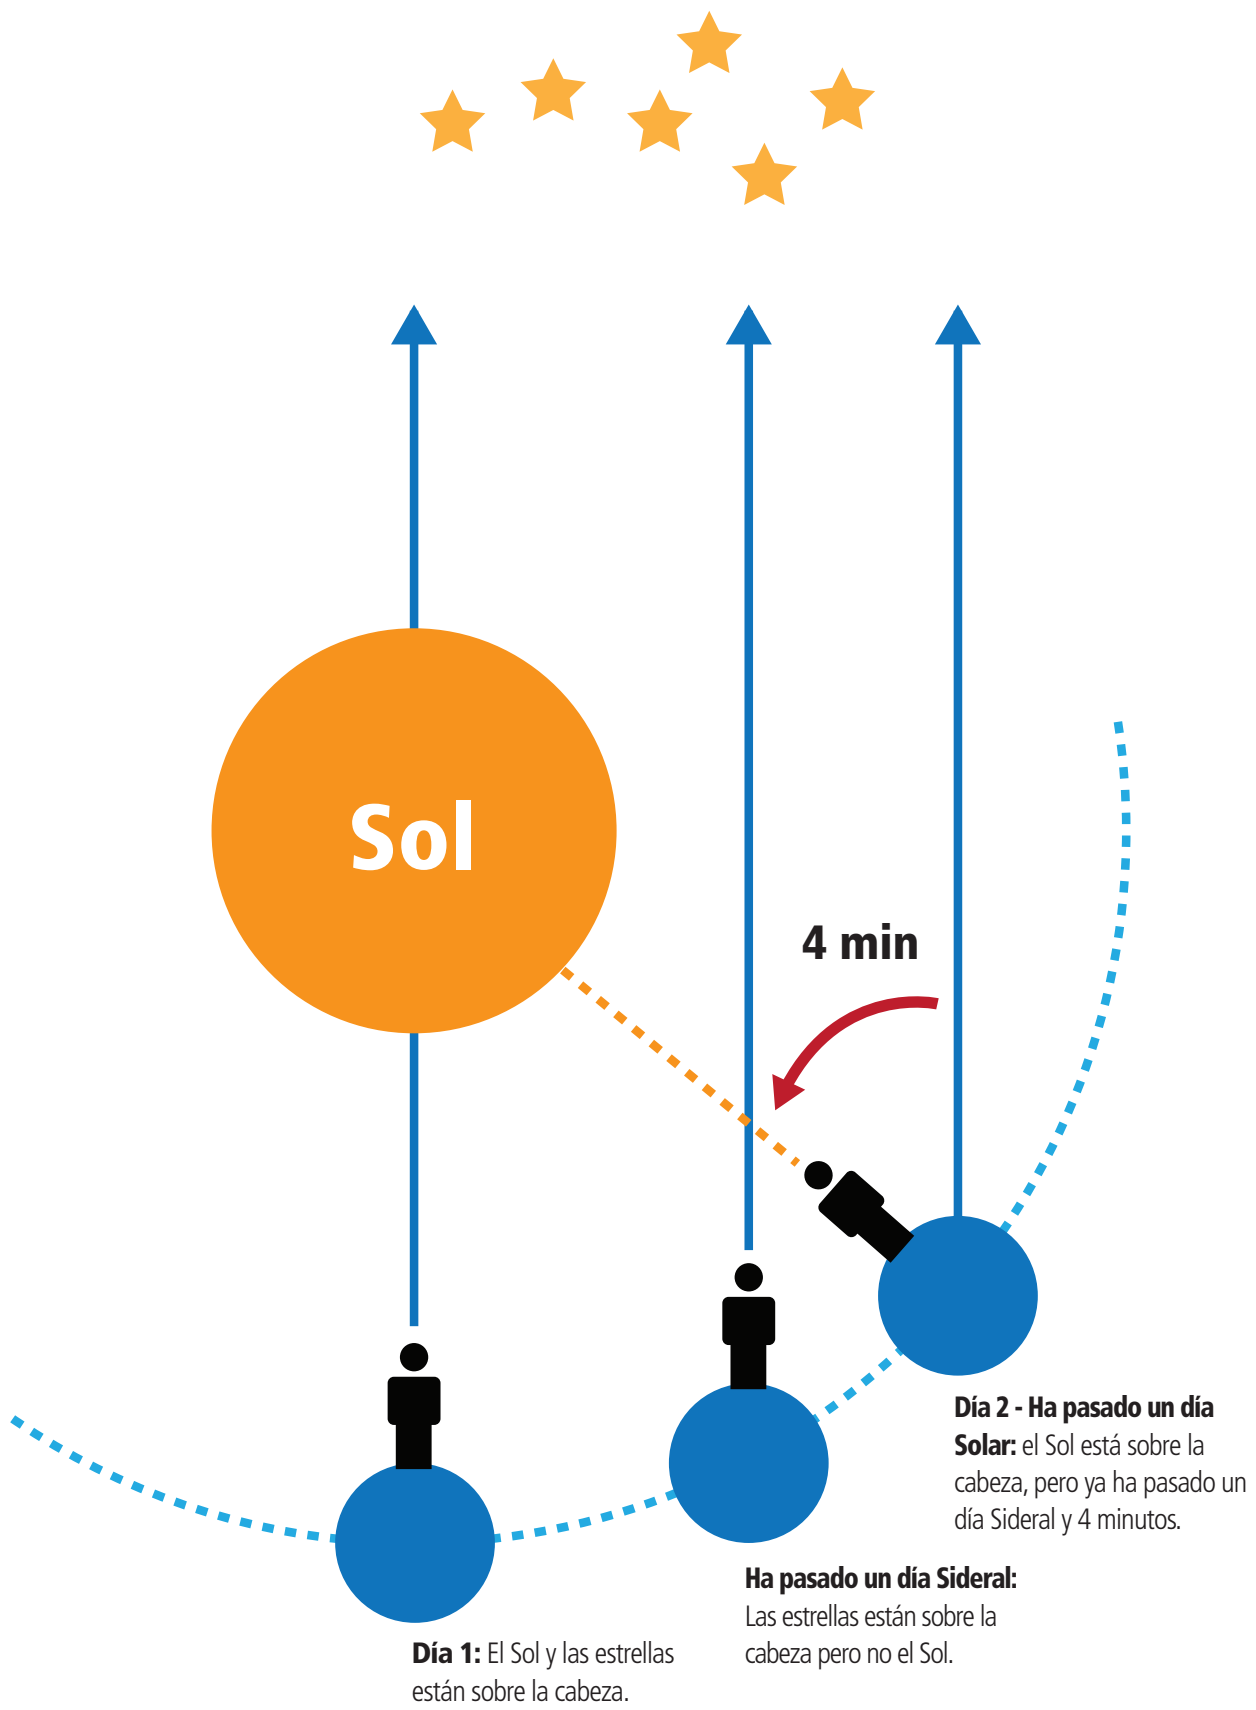 Sol
4 min
Día 2 - Ha pasado un día
Solar: el Sol está sobre la
cabeza, pero ya ha pasado un
día Sideral y 4 minutos.
Ha pasado un día Sideral:
Las estrellas están sobre la
cabeza pero no el Sol.
Día 1: El Sol y las estrellas
están sobre la cabeza.